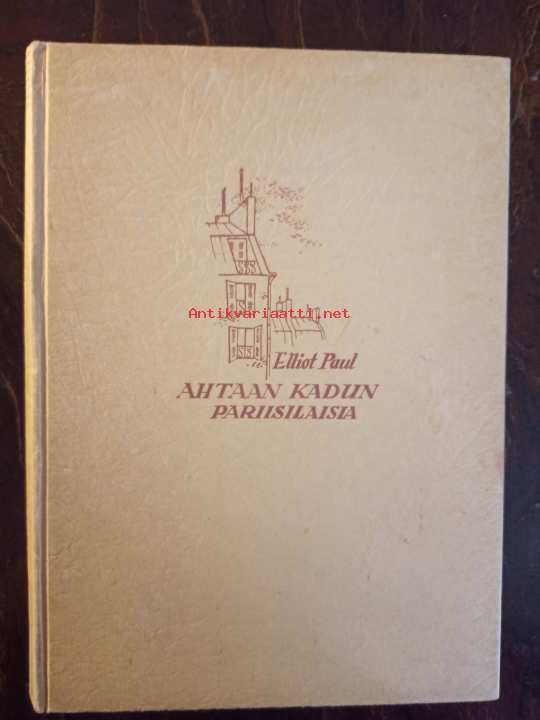 Antikvariaatti.net
Elliot Paul
AHTAAN KADUN
PARIISILAISIA